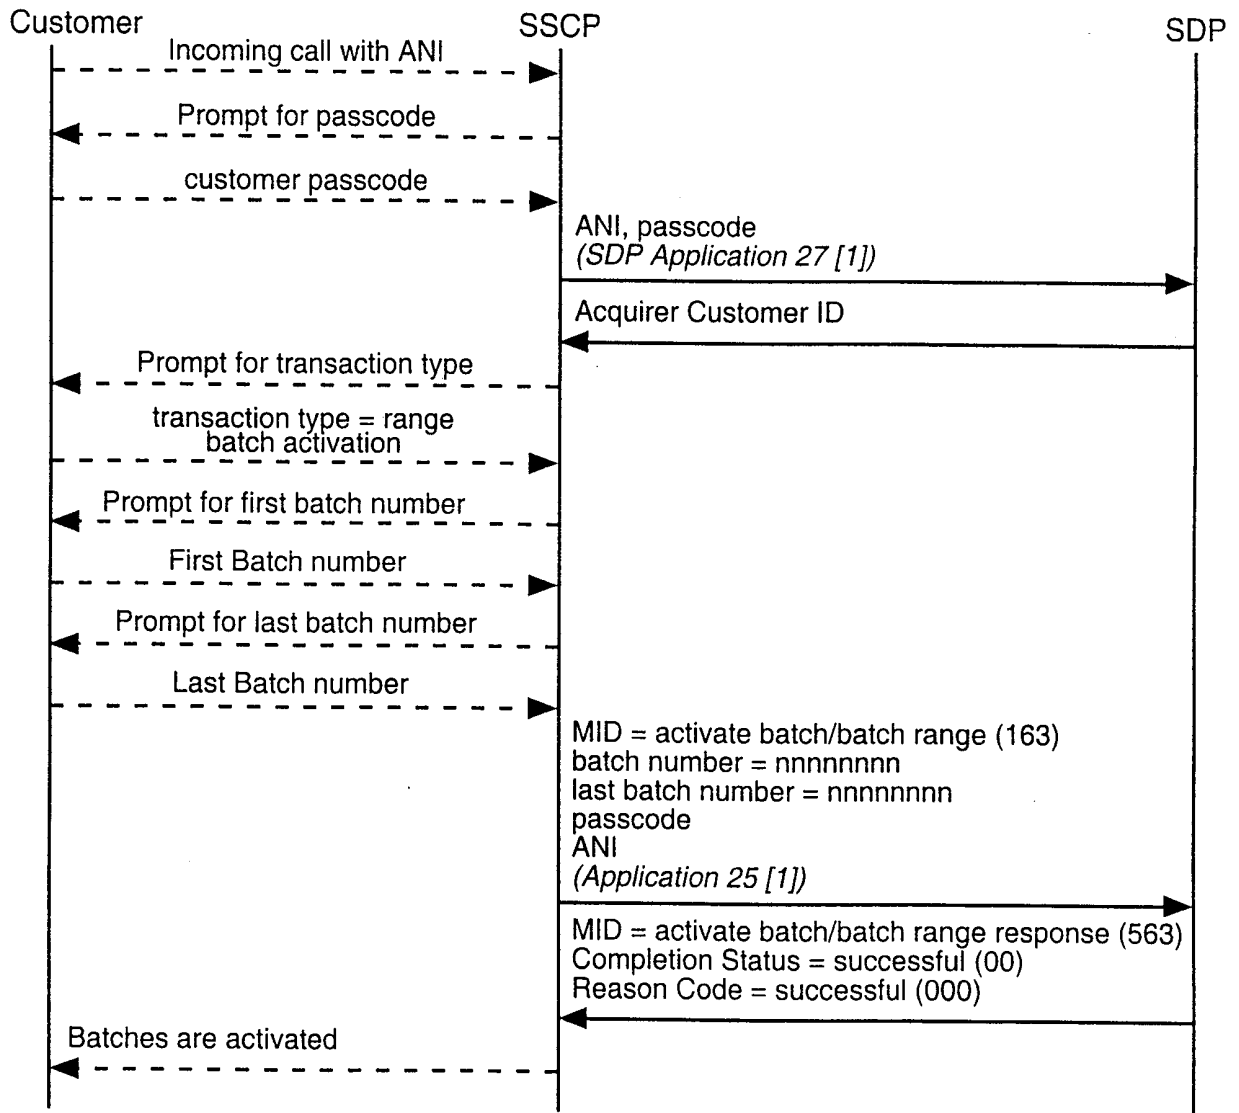 Customer
SSCP
SDP
Incoming call with ANI
Prompt for passcode
customer passcode
ANI, passcode
(SDP Application 27 [1])
Acquirer Customer ID
Prompt for transaction type
transaction type = range
batch activation
Prompt for first batch number
First Batch number
Prompt for last batch number
Last Batch number
MID = activate batch/batch range (163)
batch number = nnnnnnnn
last batch number = nnnnnnnn
passcode
ANI
(Application 25 [1])
MID = activate batch/batch range response (563)
Completion Status = successful (00)
Reason Code = successful (000)
Batches are activated